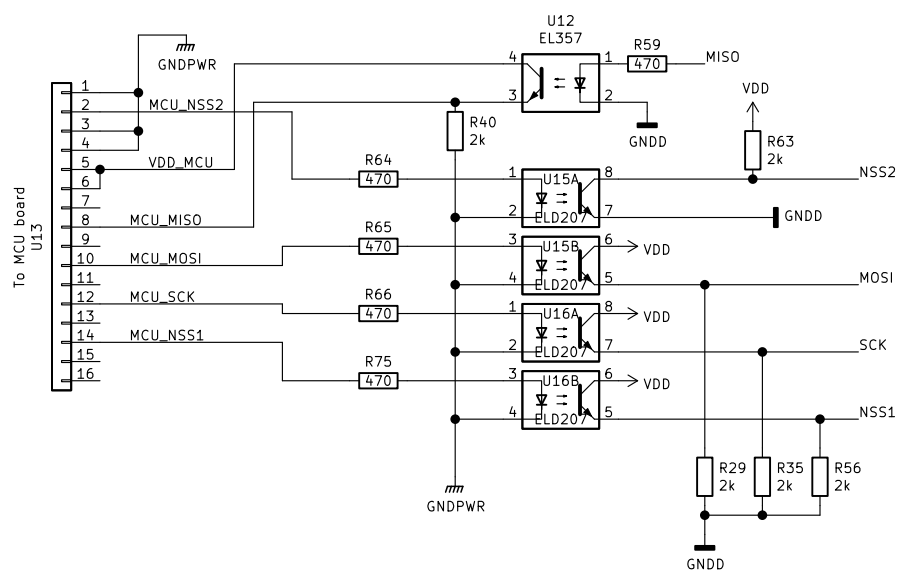 U12
EL357
R59
470
MISO
4
3
1
2
GNDD
GNDPWR
VDD
R63
2k
To MCU board
U13
1
2
3
4
5
6
7
8
9
10
11
12
13
14
15
16
MCU_NSS2
VDD_MCU
MCU_MISO
MCU_MOSI
MCU_SCK
MCU_NSS1
R40
2k
R64
470
1
2
U15A
ELD207
8
7
NSS2
GNDD
R65
470
3
4
U15B
ELD207
6
5
VDD
MOSI
R66
470
1
2
U16A
ELD207
8
7
VDD
SCK
R75
470
3
4
U16B
ELD207
6
5
VDD
NSS1
GNDPWR
R29
2k
R35
2k
R56
2k
GNDD